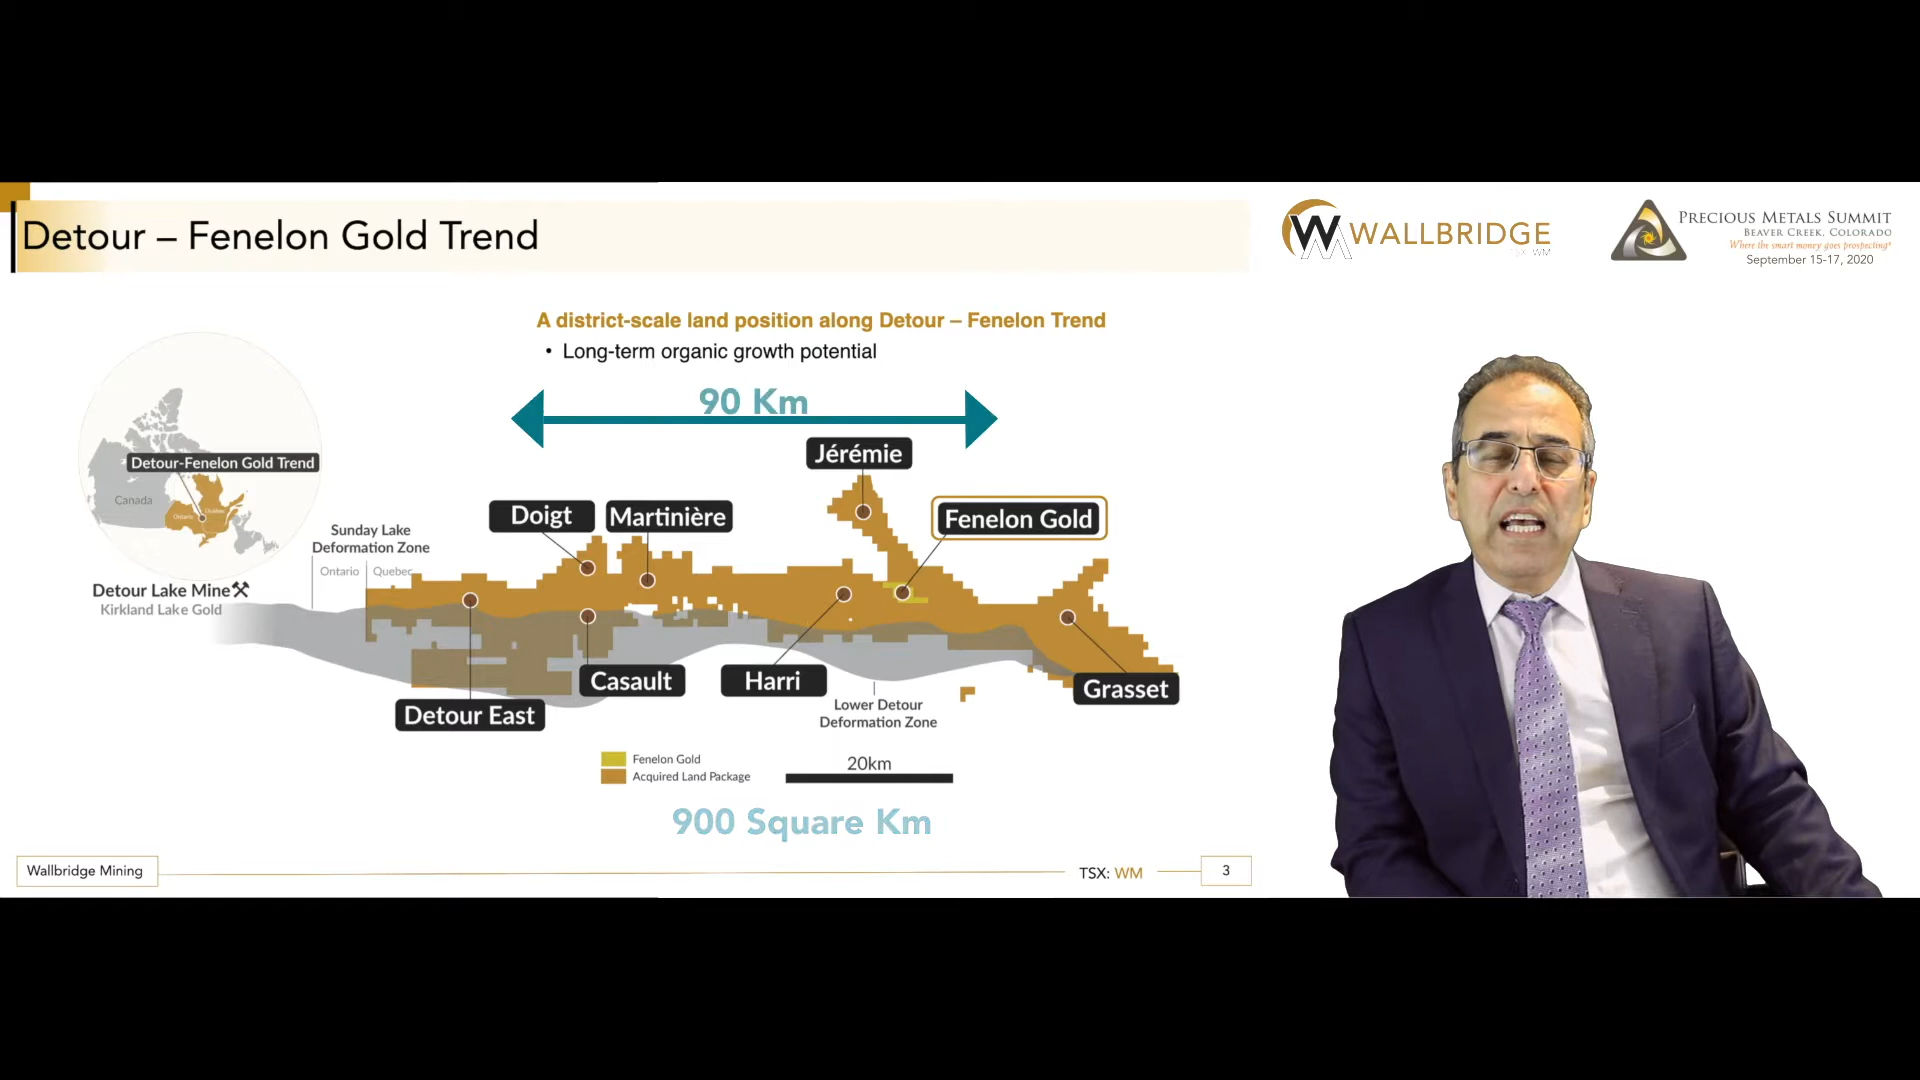 Detour – Fenelon Gold Trend
WALLBRIDGE
TSX: WM
PRECIOUS METALS SUMMIT
BEAVER CREEK, COLORADO
Where the smart money goes prospecting®
September 15-17, 2020
A district-scale land position along Detour – Fenelon Trend
• Long-term organic growth potential
90 Km
Jérémie
Detour-Fenelon Gold Trend
Canada
Ontario
Québec
Doigt
Martinière
Fenelon Gold
Sunday Lake
Deformation Zone
Ontario
Quebec
Detour Lake Mine
Kirkland Lake Gold
Casault
Harri
Grasset
Detour East
Lower Detour
Deformation Zone
Fenelon Gold
Acquired Land Package
20km
900 Square Km
Wallbridge Mining
TSX: WM
3